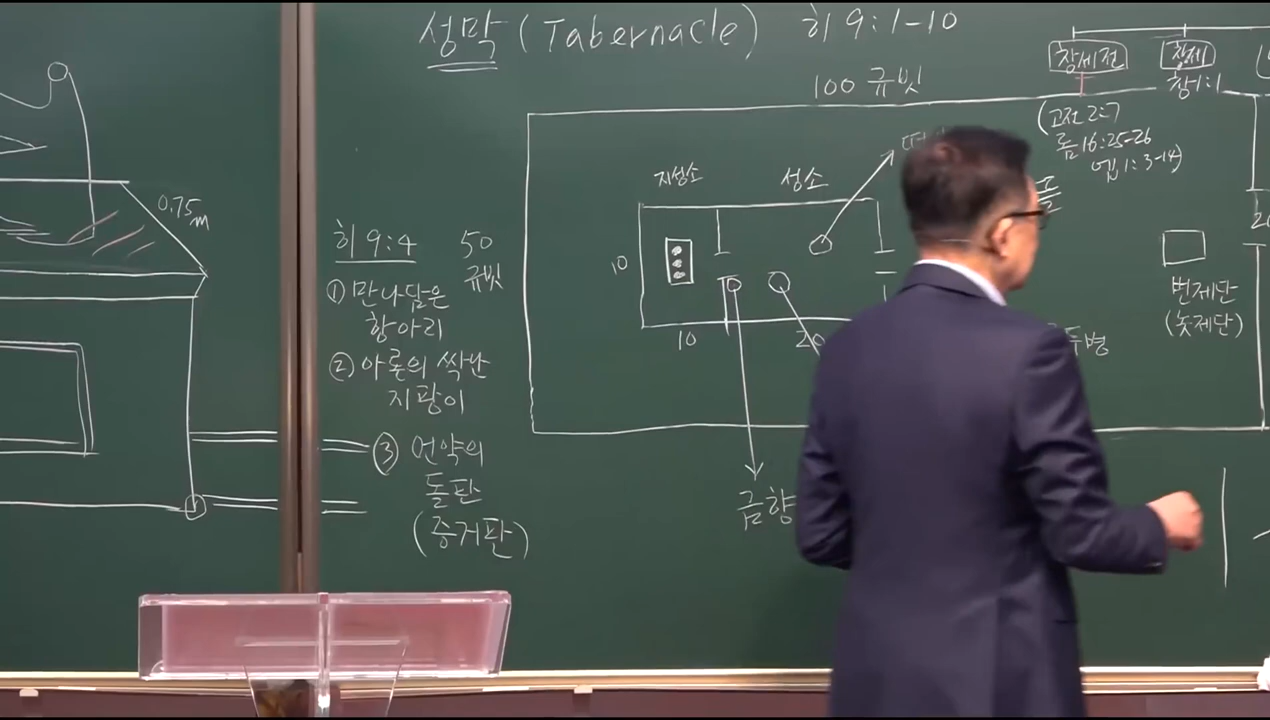 성막 (Tabernacle) 히 9:1-10
100 규빗
창세전
창제
창1:1
(고전 2:7
롬 16:25-26
엡 1:3-14)
0.75m
히 9:4
① 만나담은
항아리
② 아론의 싹난
지팡이
③ 언약의
돌판
(증거판)
50
규빗
지성소
성소
10
10
20
금향
번제단
(놋제단)